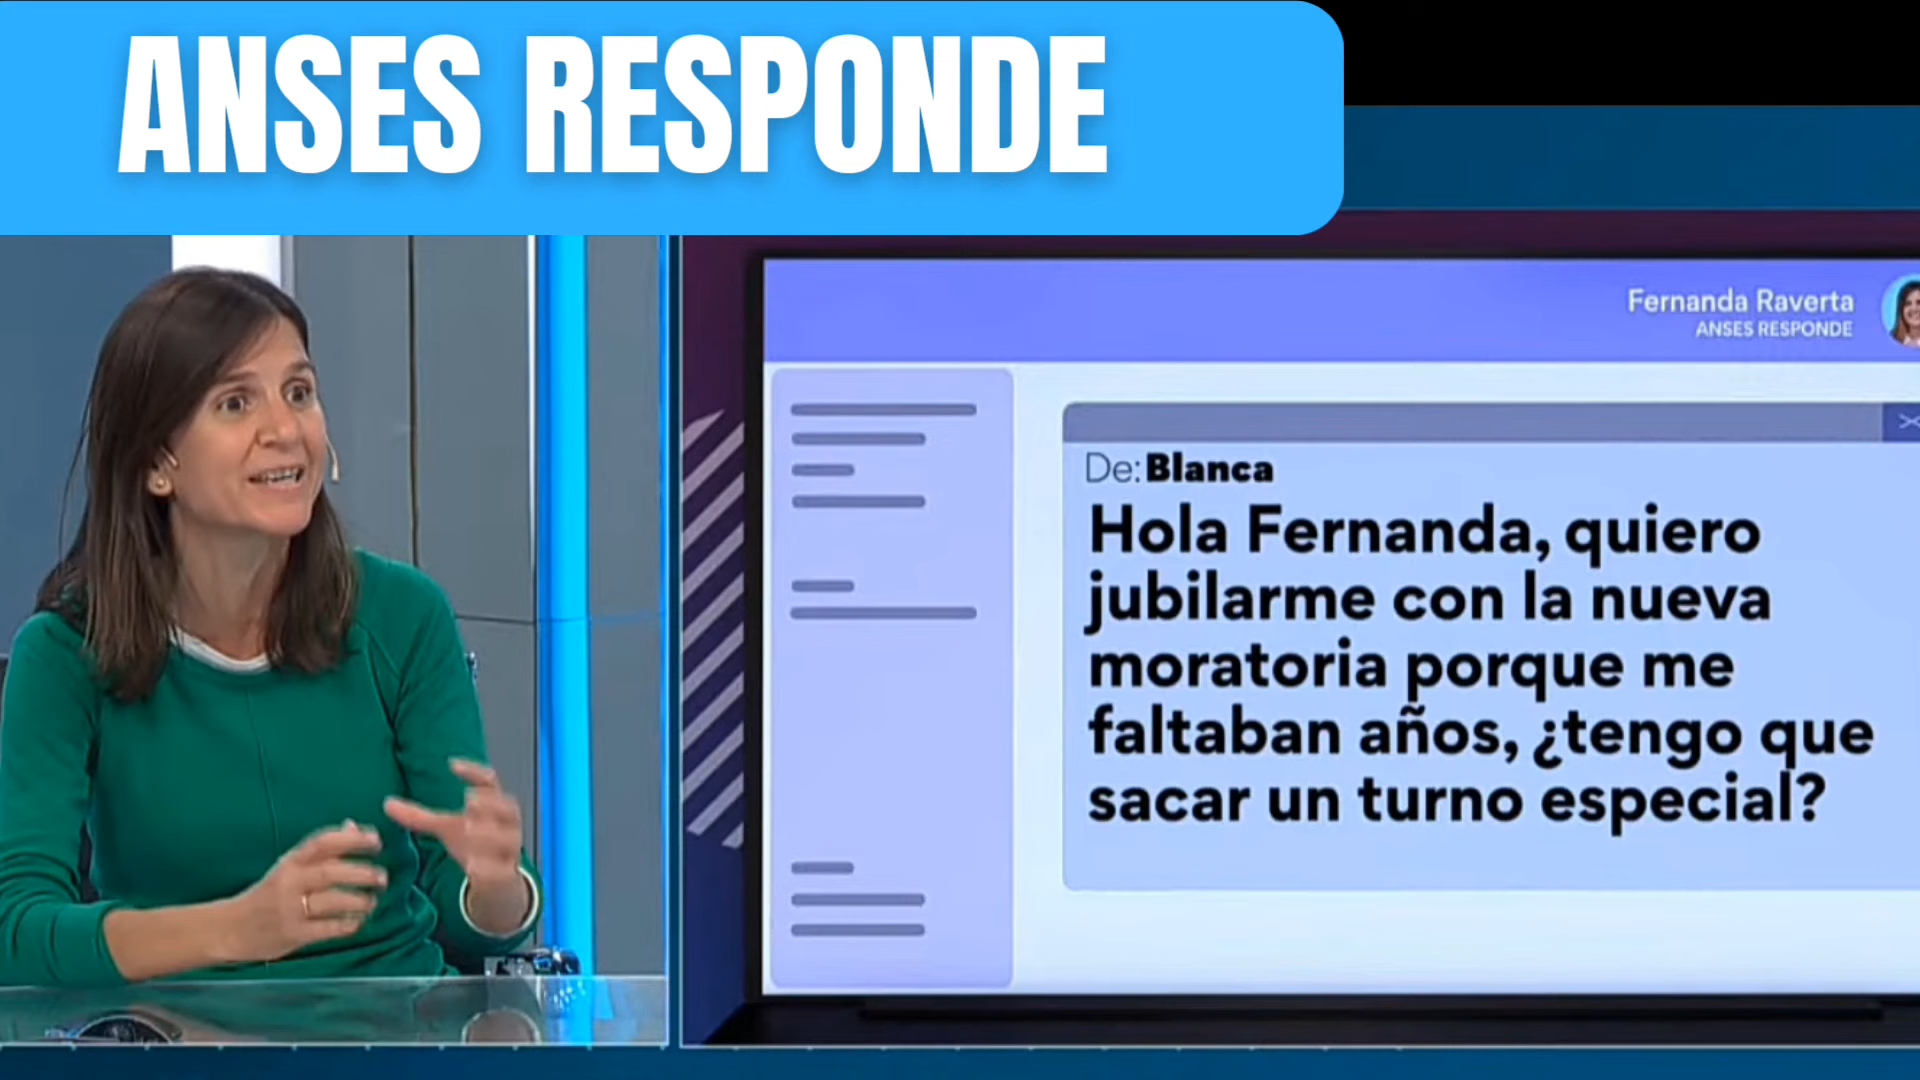 ANSES RESPONDE
Fernanda Raverta
ANSES RESPONDE
De: Blanca
Hola Fernanda, quiero
jubilarme con la nueva
moratoria porque me
faltaban años, ¿tengo que
sacar un turno especial?